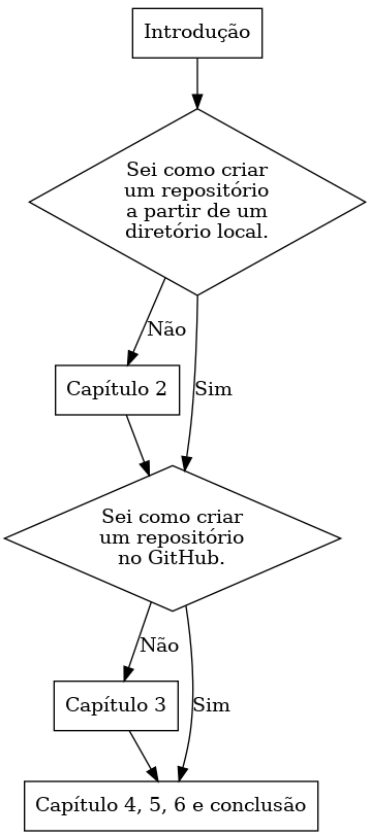 Introdução
Sei como criar
um repositório
a partir de um
diretório local.
Não
Capítulo 2
Sim
Sei como criar
um repositório
no GitHub.
Não
Capítulo 3
Sim
Capítulo 4, 5, 6 e conclusão